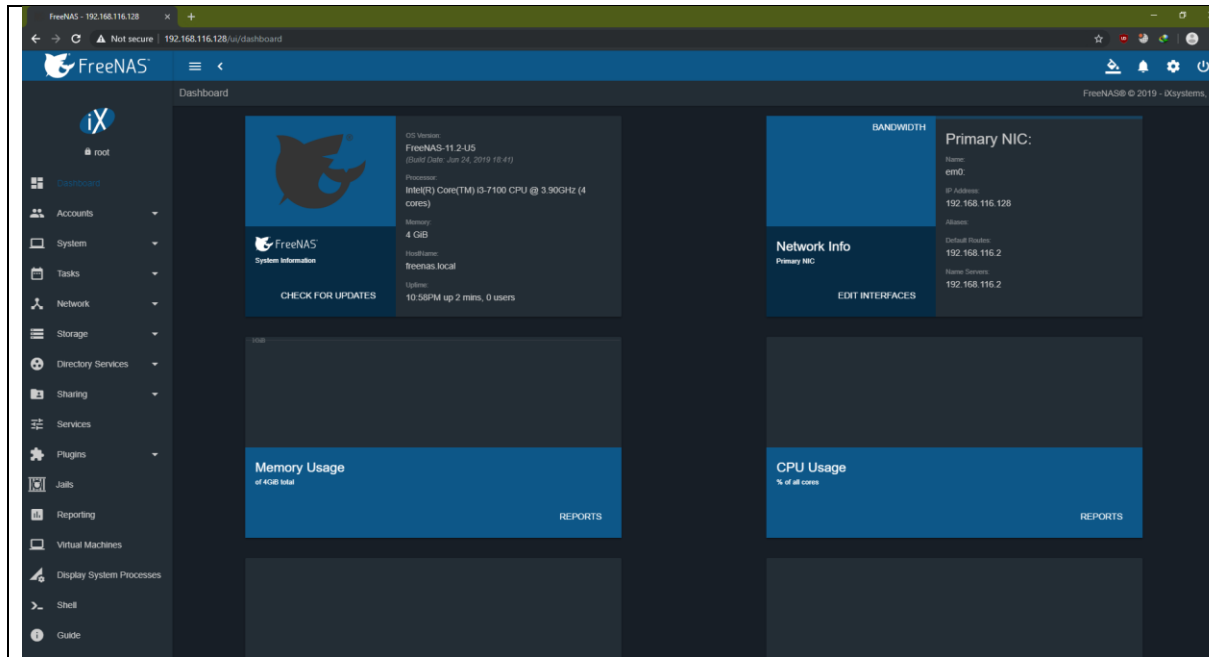 FreeNAS - 192.168.116.128
Not secure
192.168.116.128/ui/dashboard
FreeNAS
Dashboard
FreeNAS® © 2019 - iXsystems,
iX
root
Dashboard
Accounts
System
Tasks
Network
Storage
Directory Services
Sharing
Services
Plugins
Jails
Reporting
Virtual Machines
Display System Processes
Shell
Guide
FreeNAS
System Information
CHECK FOR UPDATES
OS Version:
FreeNAS-11.2-U5
(Build Date: Jun 24, 2019 18:41)
Processor:
Intel(R) Core(TM) i3-7100 CPU @ 3.90GHz (4
cores)
Memory:
4 GiB
HostName:
freenas.local
Uptime:
10:58PM up 2 mins, 0 users
BANDWIDTH
Network Info
Primary NIC
EDIT INTERFACES
Primary NIC:
Name:
em0:
IP Address:
192.168.116.128
Aliases:
Default Routes:
192.168.116.2
Name Servers:
192.168.116.2
Memory Usage
of 4GiB total
REPORTS
CPU Usage
% of all cores
REPORTS